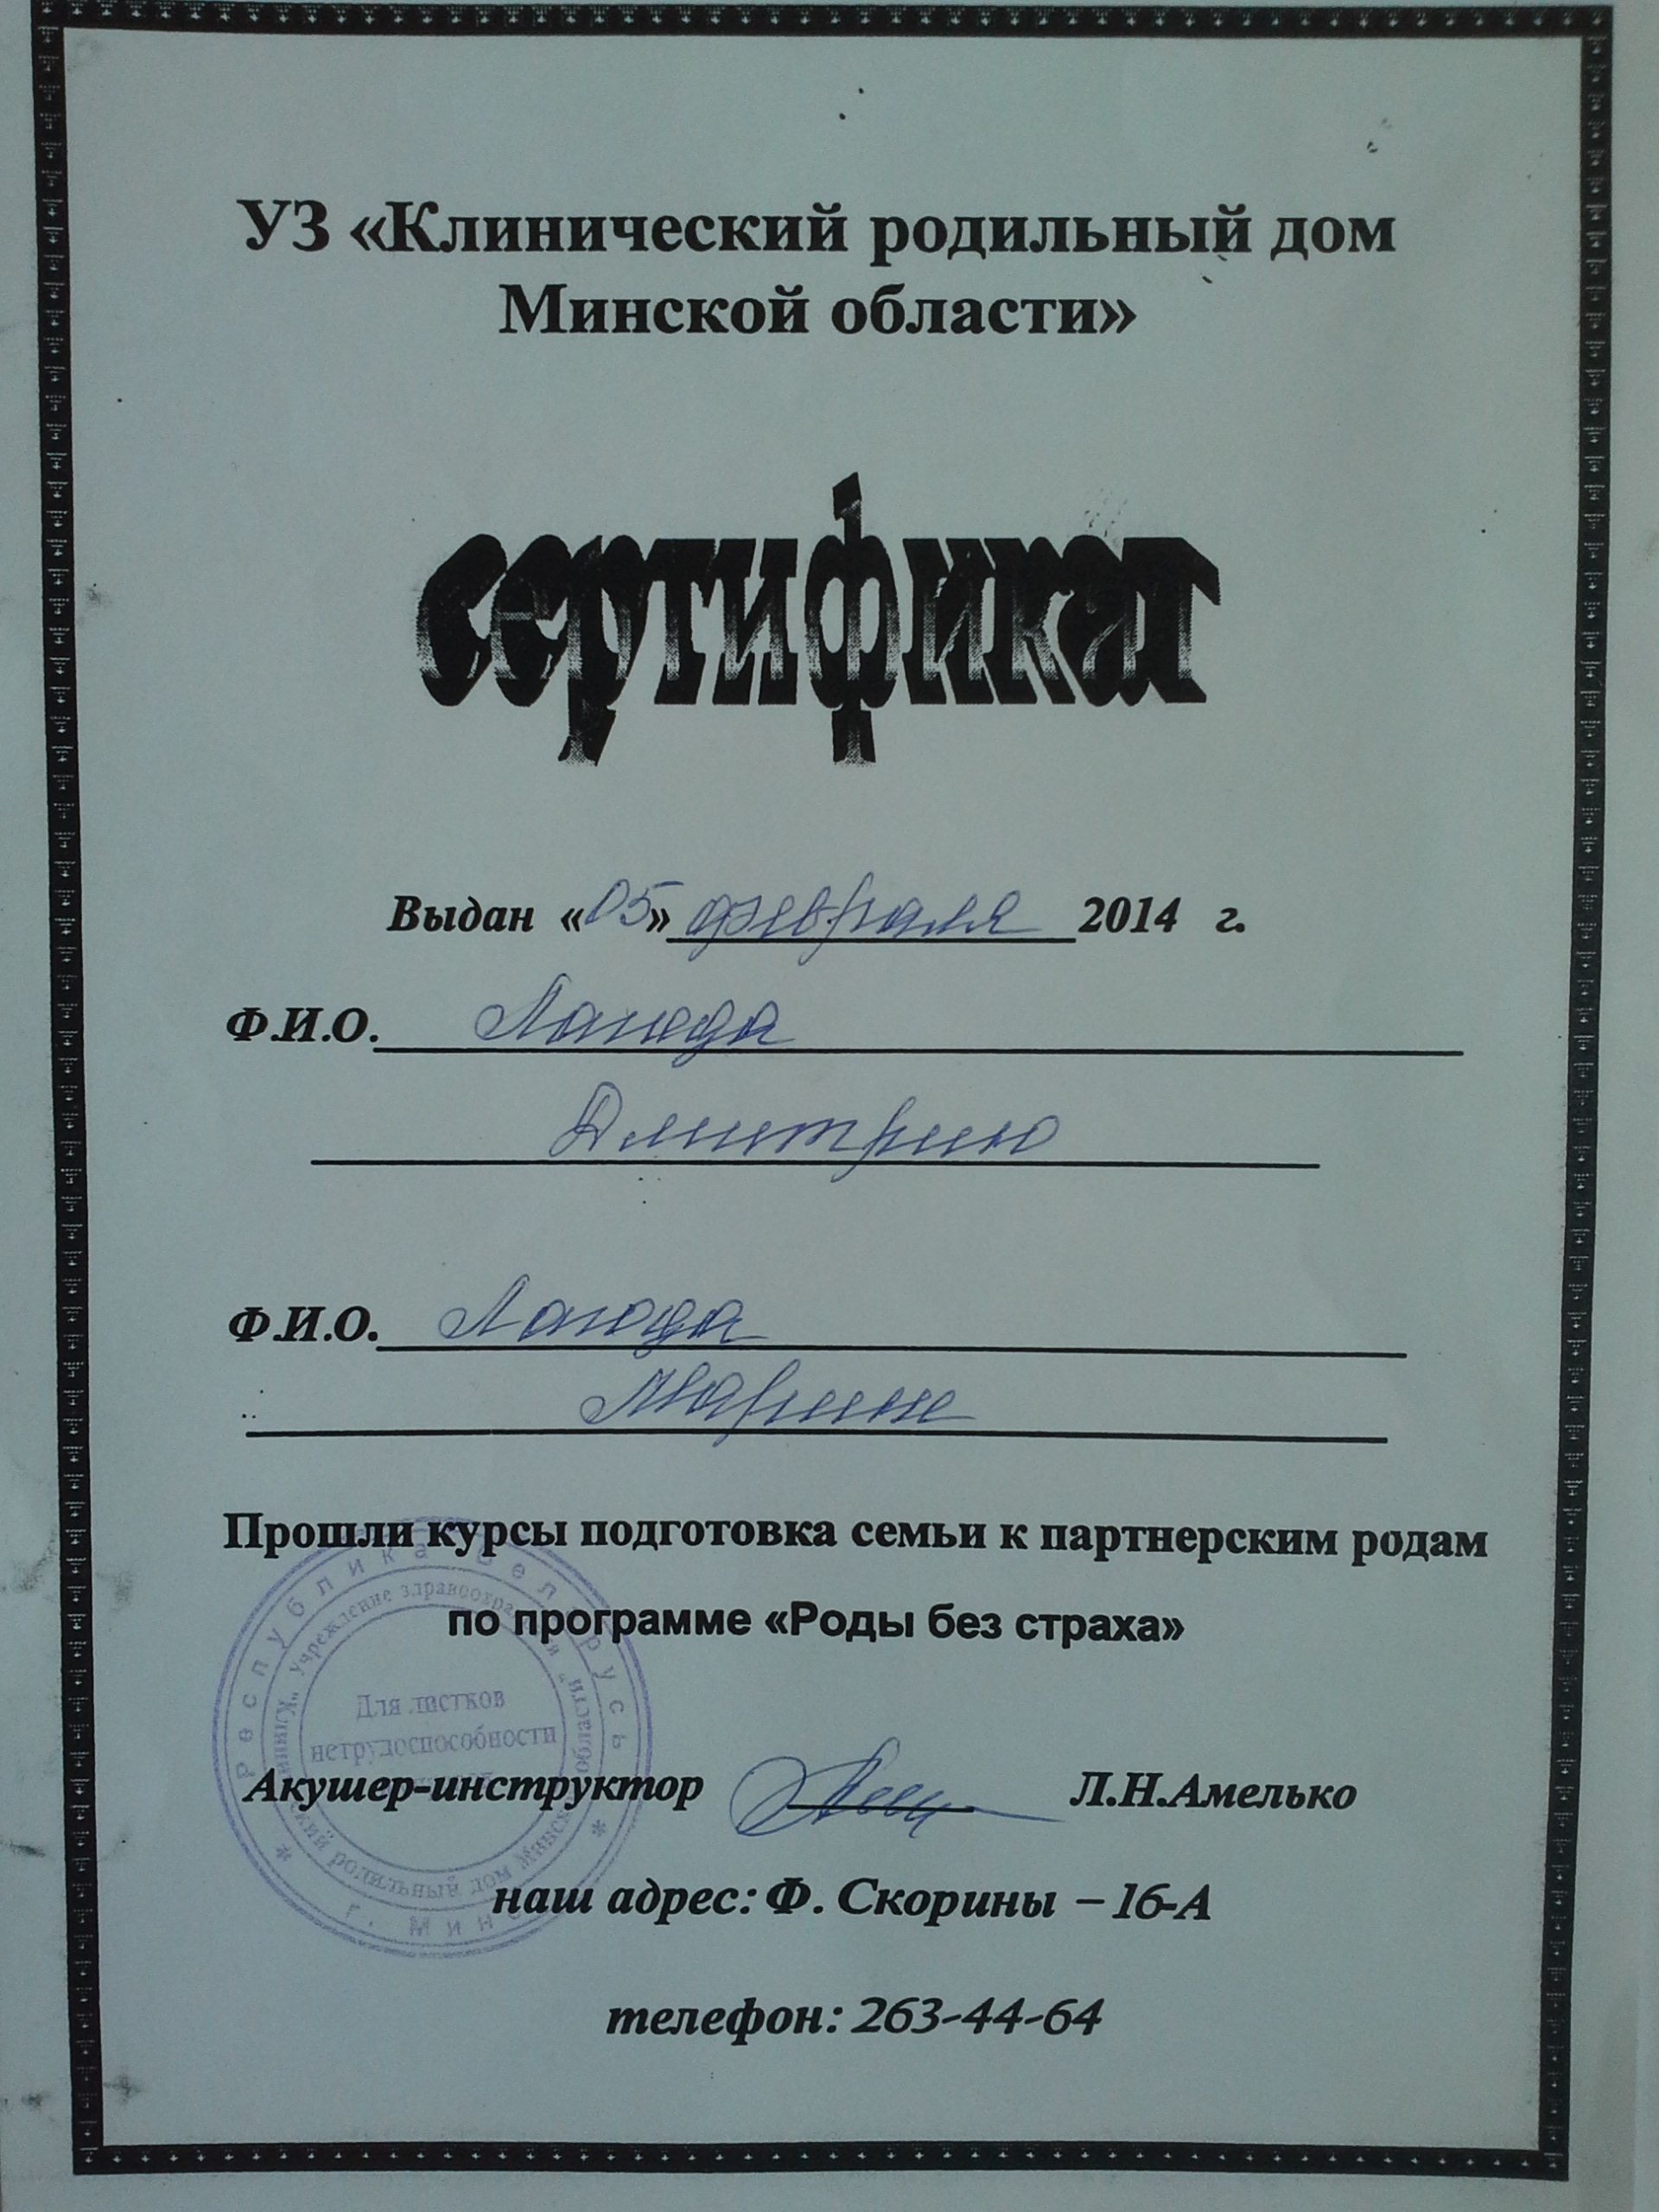 УЗ «Клинический родильный дом
Минской области»
сертификат
Выдан «05» февраля 2014 г.
Ф.И.О. Лагода
Дмитрию
Ф.И.О. Лагода
Марине
Прошли курсы подготовка семьи к партнерским родам
по программе «Роды без страха»
Республика Беларусь * г. Минск *
Учреждение здравоохранения "Клинический родильный дом Минской области"
Для листков
нетрудоспособности
Акушер-инструктор Л.Н.Амелько
наш адрес: Ф. Скорины – 16-А
телефон: 263-44-64